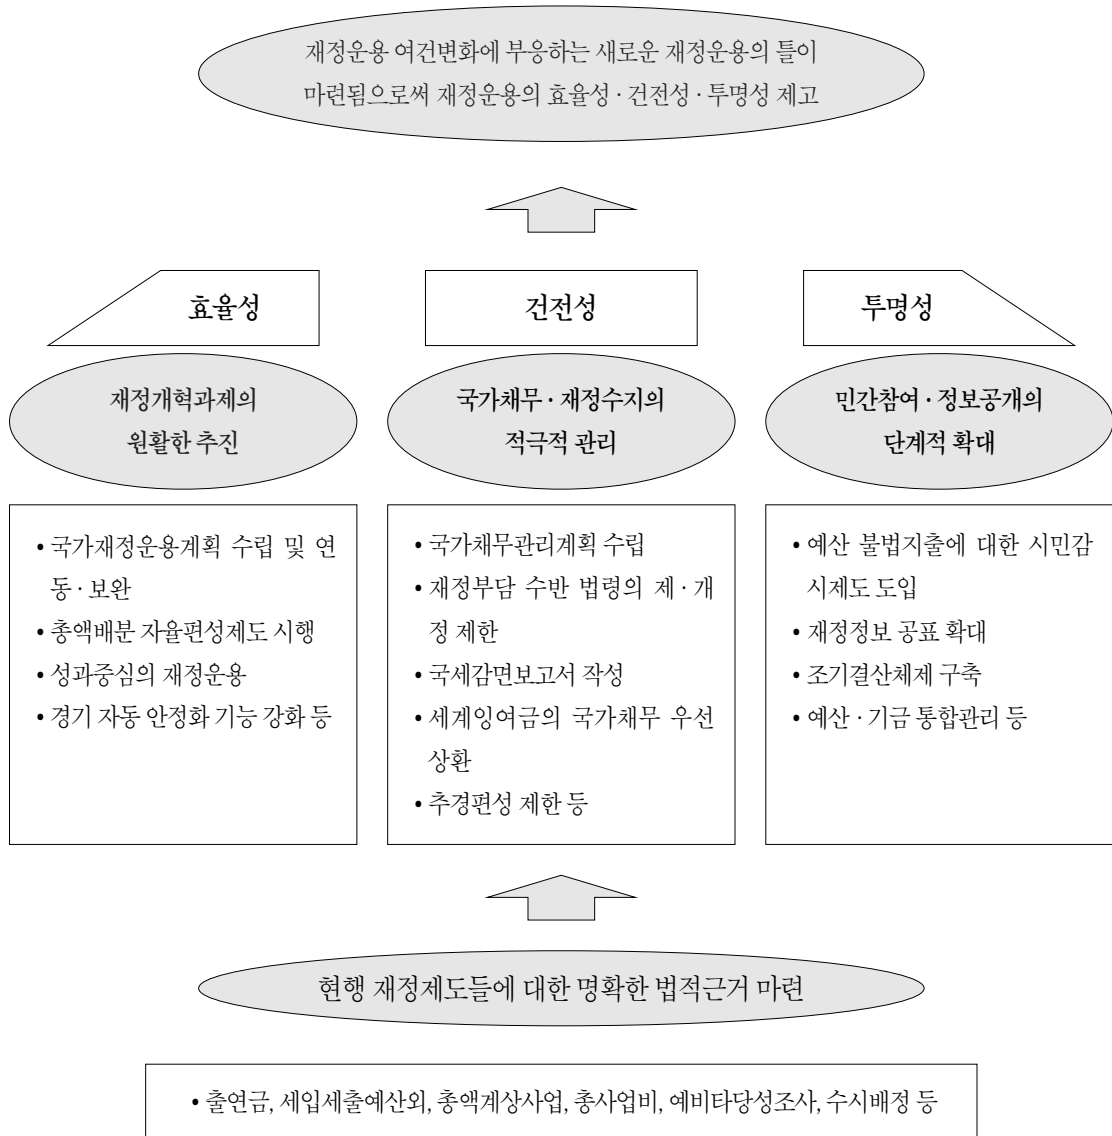 재정운용 여건변화에 부응하는 새로운 재정운용의 틀이
마련됨으로써 재정운용의 효율성·건전성·투명성 제고
효율성
재정개혁과제의
원활한 추진
• 국가재정운용계획 수립 및 연
동·보완
• 총액배분 자율편성제도 시행
• 성과중심의 재정운용
• 경기 자동 안정화 기능 강화 등
건전성
국가채무·재정수지의
적극적 관리
• 국가채무관리계획 수립
• 재정부담 수반 법령의 제·개
정 제한
• 국세감면보고서 작성
• 세계잉여금의 국가채무 우선
상환
• 추경편성 제한 등
투명성
민간참여·정보공개의
단계적 확대
• 예산 불법지출에 대한 시민감
시제도 도입
• 재정정보 공표 확대
• 조기결산체제 구축
• 예산·기금 통합관리 등
현행 재정제도들에 대한 명확한 법적근거 마련
• 출연금, 세입세출예산외, 총액계상사업, 총사업비, 예비타당성조사, 수시배정 등